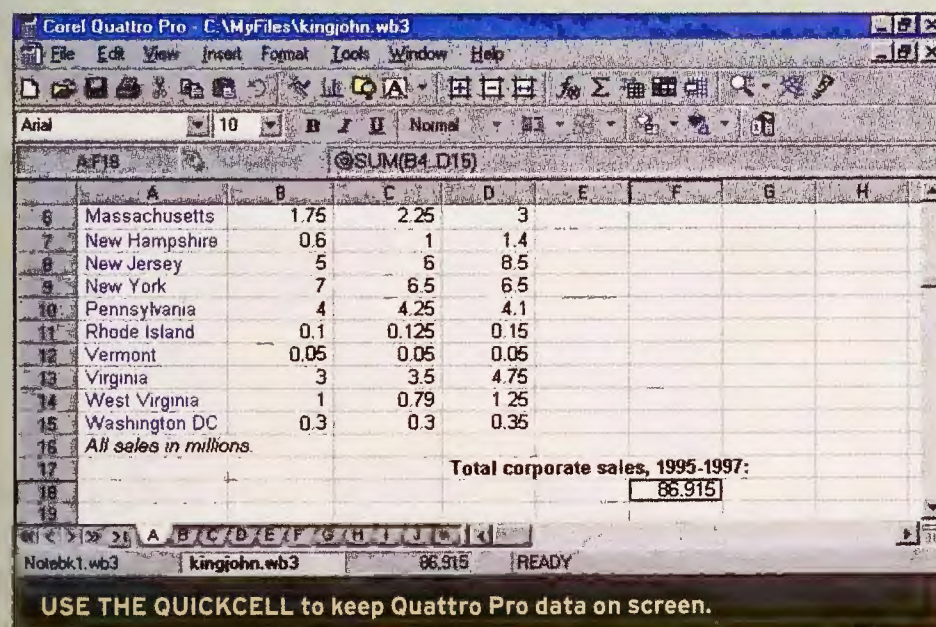 Corel Quattro Pro - C:\MyFiles\kingjohn.wb3
File Edit View Insert Format Tools Window Help
Arial 10 B I U Normal
A:F18 @SUM(B4..D15)
A B C D E F G H
6 Massachusetts 1.75 2.25 3
7 New Hampshire 0.6 1 1.4
8 New Jersey 5 6 8.5
9 New York 7 6.5 6.5
10 Pennsylvania 4 4.25 4.1
11 Rhode Island 0.1 0.125 0.15
12 Vermont 0.05 0.05 0.05
13 Virginia 3 3.5 4.75
14 West Virginia 1 0.79 1.25
15 Washington DC 0.3 0.3 0.35
16 All sales in millions.
17 Total corporate sales, 1995-1997:
18 86.915
19
A B C D E F G H I J
Notebk1.wb3 kingjohn.wb3 86.915 READY
USE THE QUICKCELL to keep Quattro Pro data on screen.